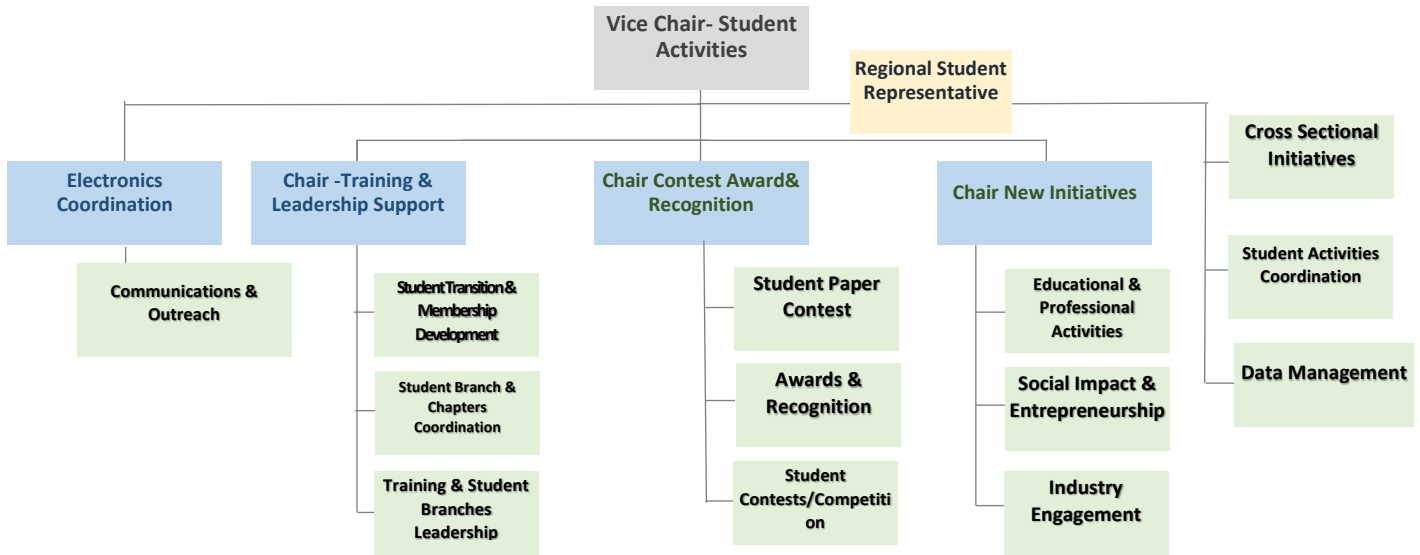 Vice Chair- Student
Activities
Regional Student
Representative
Cross Sectional
Initiatives
Electronics
Coordination
Chair -Training &
Leadership Support
Chair Contest Award&
Recognition
Chair New Initiatives
Student Activities
Coordination
Communications &
Outreach
Student Transition &
Membership
Development
Student Paper
Contest
Educational &
Professional
Activities
Data Management
Student Branch &
Chapters
Coordination
Awards &
Recognition
Social Impact &
Entrepreneurship
Training & Student
Branches
Leadership
Student
Contests/Competiti
on
Industry
Engagement